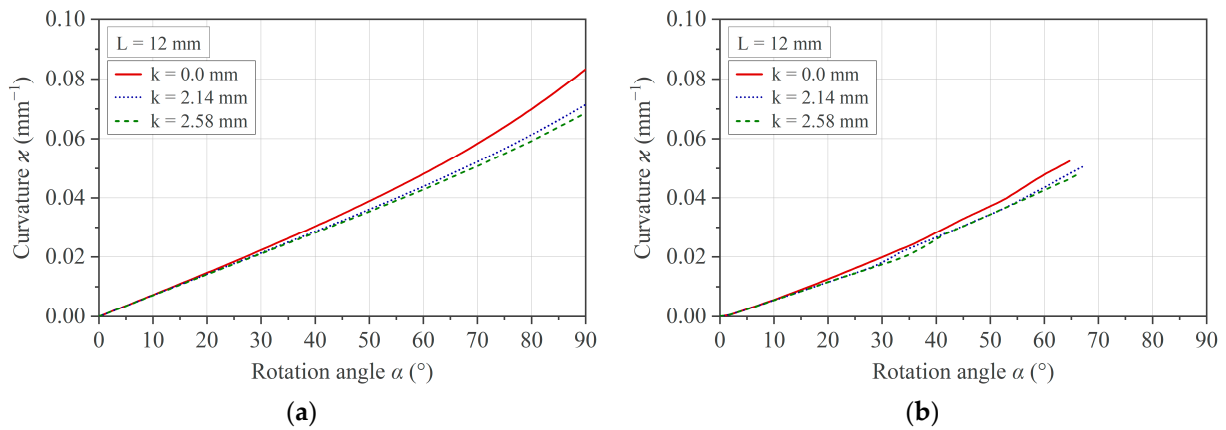 0.10
0.08
0.06
0.04
0.02
0.00
Curvature ϰ (mm⁻¹)
L = 12 mm
k = 0.0 mm
k = 2.14 mm
k = 2.58 mm
0 10 20 30 40 50 60 70 80 90
Rotation angle α (°)
(a)
0.10
0.08
0.06
0.04
0.02
0.00
Curvature ϰ (mm⁻¹)
L = 12 mm
k = 0.0 mm
k = 2.14 mm
k = 2.58 mm
0 10 20 30 40 50 60 70 80 90
Rotation angle α (°)
(b)